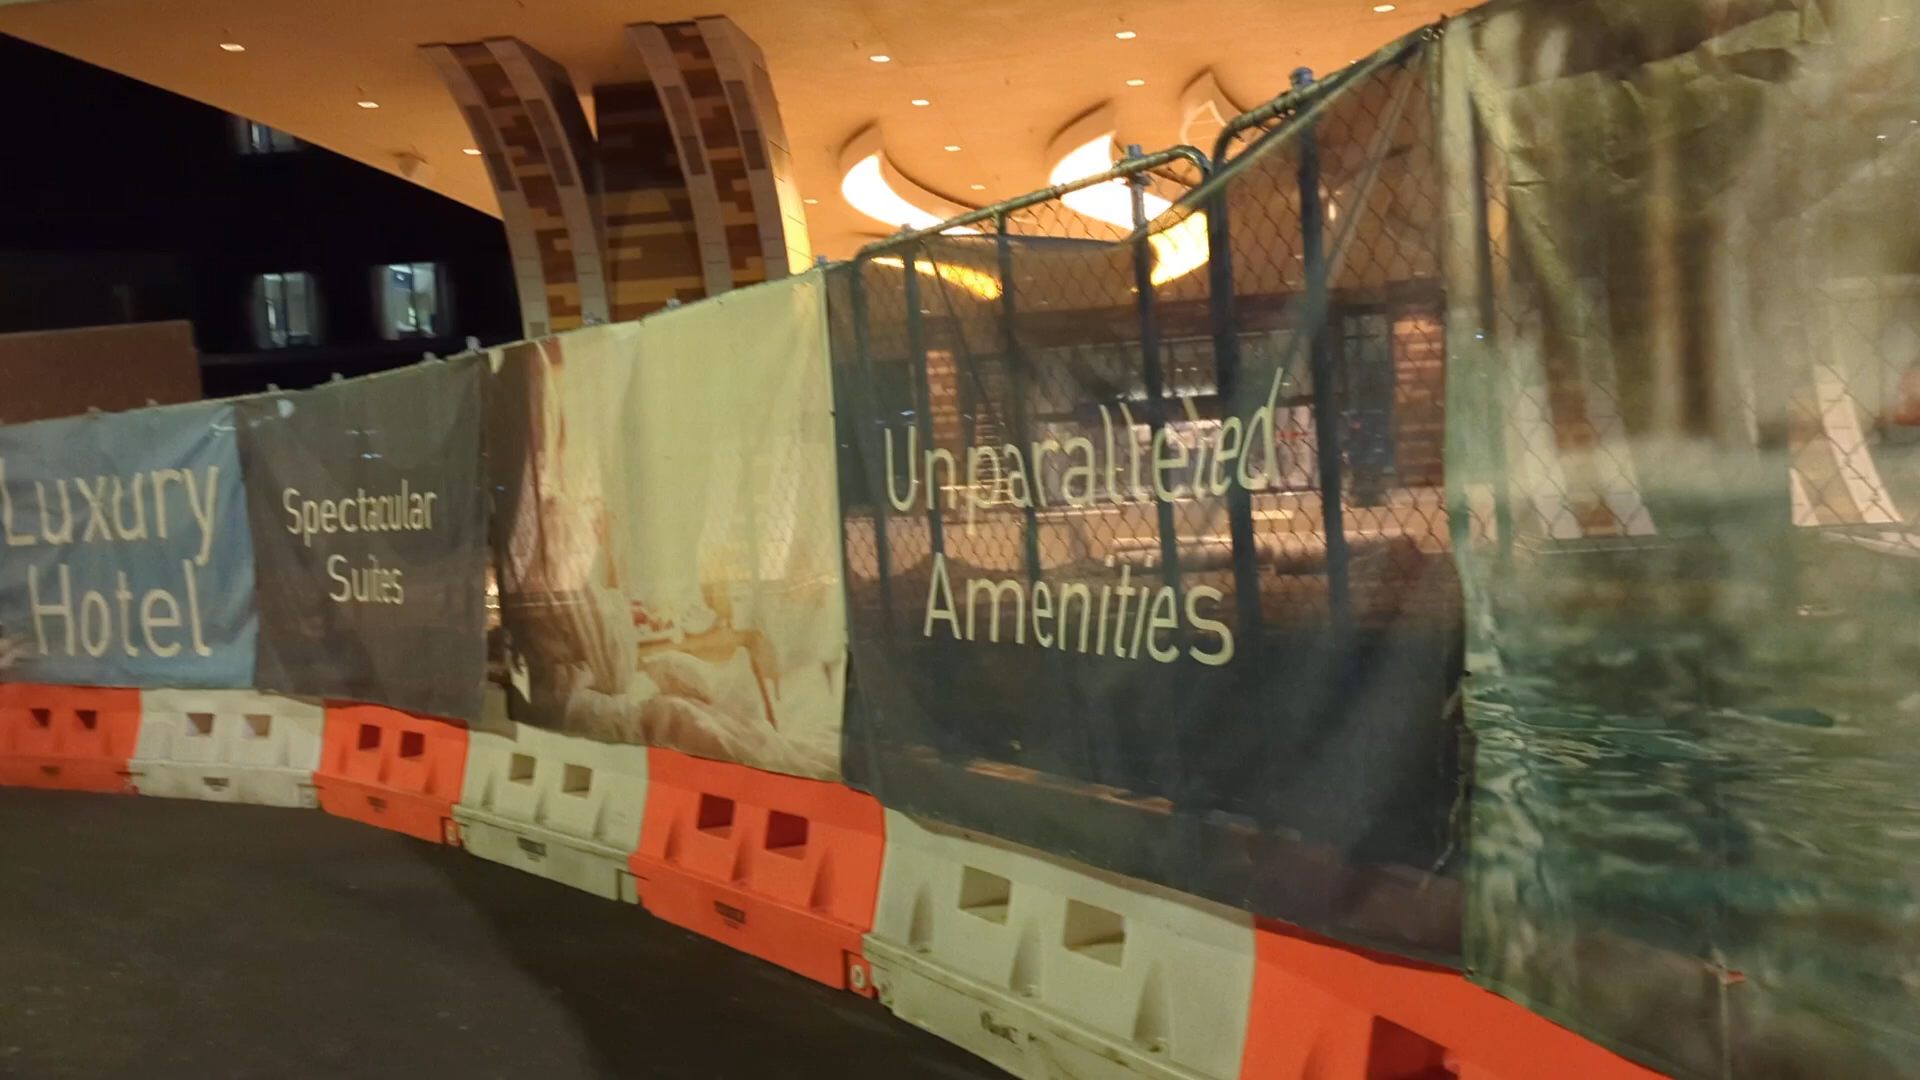 Luxury
Hotel
Spectacular
Suites
Unparalleled
Amenities